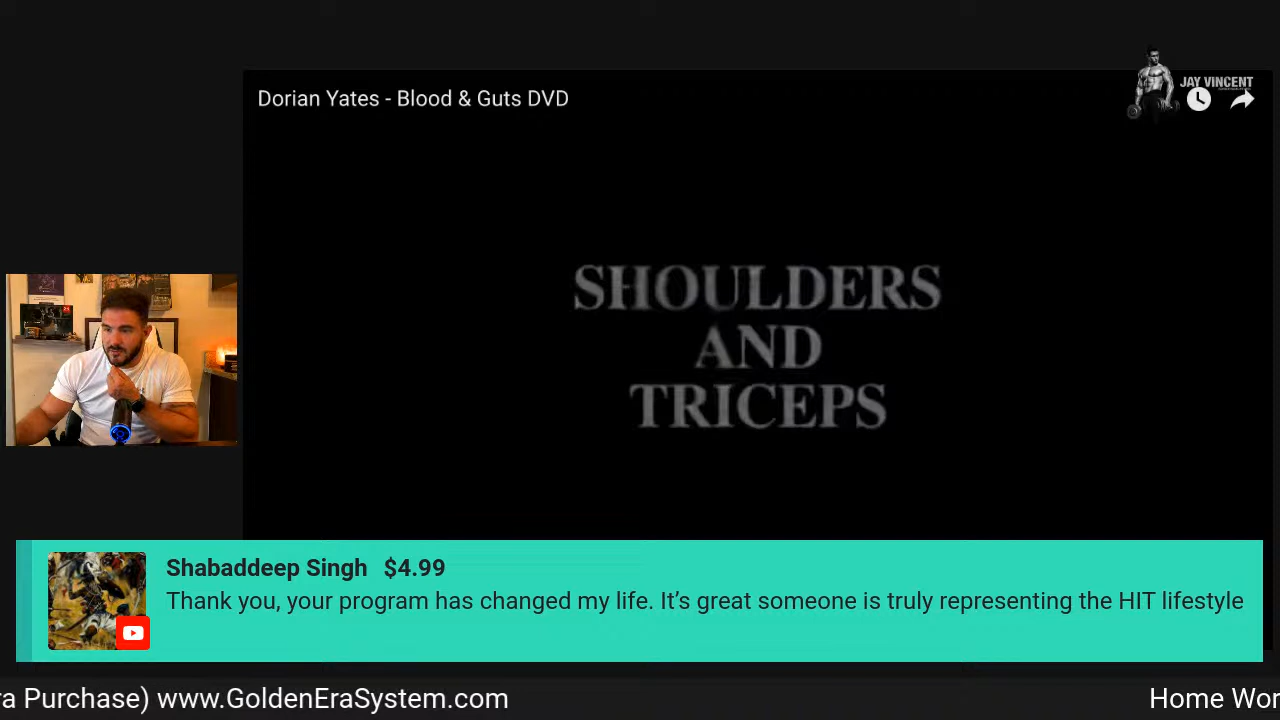 Dorian Yates - Blood & Guts DVD
JAY VINCENT
SHOULDERS
AND
TRICEPS
Shabaddeep Singh $4.99
Thank you, your program has changed my life. It’s great someone is truly representing the HIT lifestyle
ra Purchase) www.GoldenEraSystem.com
Home Wor